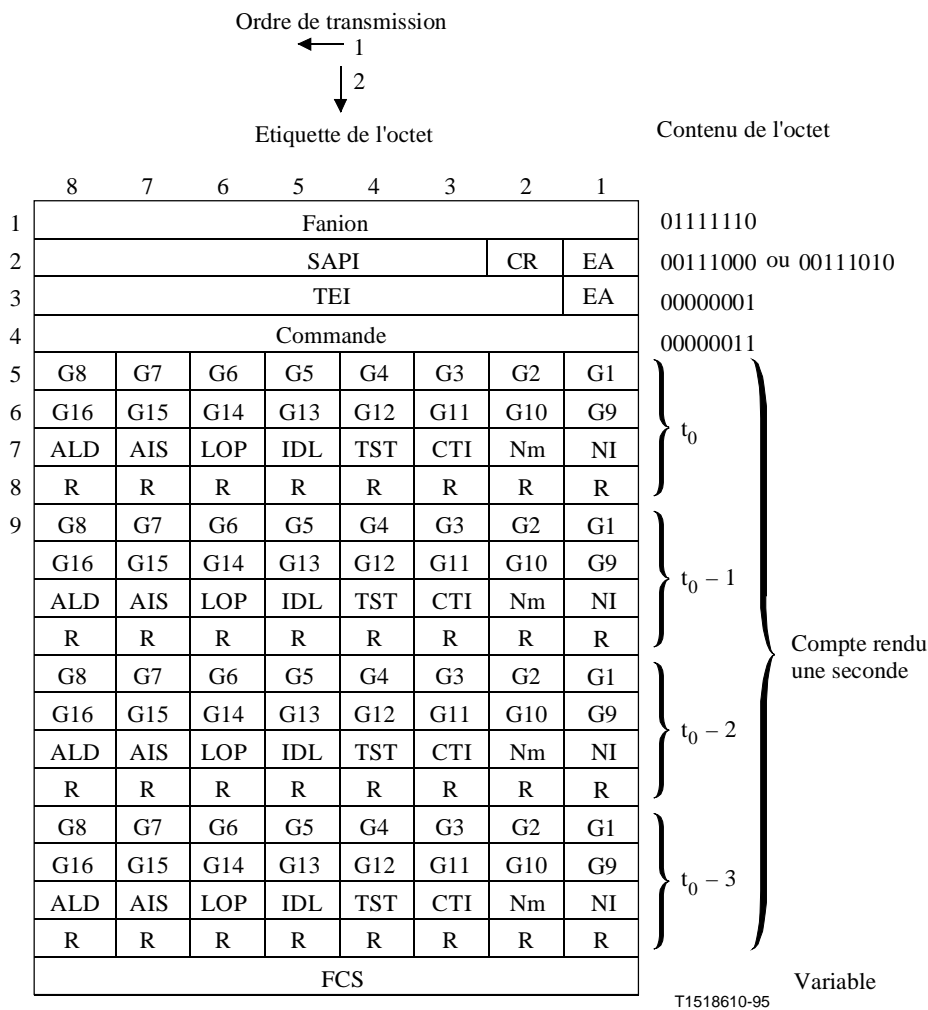 Ordre de transmission
1
2
Etiquette de l'octet
Contenu de l'octet
8 7 6 5 4 3 2 1
1 Fanion 01111110
2 SAPI CR EA 00111000 ou 00111010
3 TEI EA 00000001
4 Commande 00000011
5 G8 G7 G6 G5 G4 G3 G2 G1
6 G16 G15 G14 G13 G12 G11 G10 G9
t0
7 ALD AIS LOP IDL TST CTI Nm NI
8 R R R R R R R R
9 G8 G7 G6 G5 G4 G3 G2 G1
G16 G15 G14 G13 G12 G11 G10 G9
t0 – 1
ALD AIS LOP IDL TST CTI Nm NI
R R R R R R R R
Compte rendu
une seconde
G8 G7 G6 G5 G4 G3 G2 G1
G16 G15 G14 G13 G12 G11 G10 G9
t0 – 2
ALD AIS LOP IDL TST CTI Nm NI
R R R R R R R R
G8 G7 G6 G5 G4 G3 G2 G1
G16 G15 G14 G13 G12 G11 G10 G9
t0 – 3
ALD AIS LOP IDL TST CTI Nm NI
R R R R R R R R
FCS Variable
T1518610-95